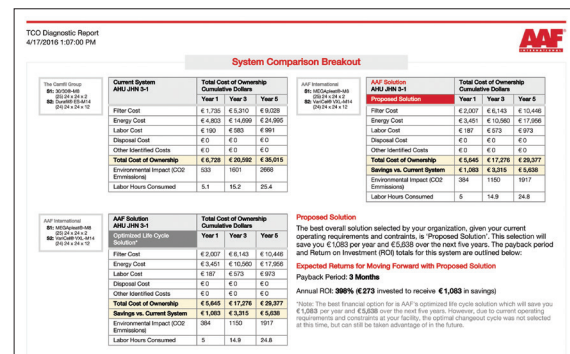 TCO Diagnostic Report
4/17/2016 1:07:00 PM
AAF
INTERNATIONAL
System Comparison Breakout
The Gantt Group
S1: 30/30®-M8
(25) 24 x 24 x 2
S2: Durafil® ES-M14
(24) 24 x 24 x 12
Current System
AHU JHN 3-1
Total Cost of Ownership
Cumulative Dollars
Year 1 Year 3 Year 5
Filter Cost € 1,735 € 5,310 € 9,028
Energy Cost € 4,803 € 14,699 € 24,995
Labor Cost € 190 € 583 € 991
Disposal Cost € 0 € 0 € 0
Other Identified Costs € 0 € 0 € 0
Total Cost of Ownership € 6,728 € 20,592 € 35,015
Environmental Impact (CO2 Emmissions) 533 1601 2668
Labor Hours Consumed 5.1 15.2 25.4
AAF International
S1: MEGApleat®-M8
(25) 24 x 24 x 2
S2: VariCel® VXL-M14
(24) 24 x 24 x 12
AAF Solution
AHU JHN 3-1
Proposed Solution
Total Cost of Ownership
Cumulative Dollars
Year 1 Year 3 Year 5
Filter Cost € 2,007 € 6,143 € 10,446
Energy Cost € 3,451 € 10,560 € 17,956
Labor Cost € 187 € 573 € 973
Disposal Cost € 0 € 0 € 0
Other Identified Costs € 0 € 0 € 0
Total Cost of Ownership € 5,645 € 17,276 € 29,377
Savings vs. Current System € 1,083 € 3,315 € 5,638
Environmental Impact (CO2 Emmissions) 384 1150 1917
Labor Hours Consumed 5 14.9 24.8
AAF International
S1: MEGApleat®-M8
(25) 24 x 24 x 2
S2: VariCel® VXL-M14
(24) 24 x 24 x 12
AAF Solution
AHU JHN 3-1
Optimized Life Cycle
Solution*
Total Cost of Ownership
Cumulative Dollars
Year 1 Year 3 Year 5
Filter Cost € 2,007 € 6,143 € 10,446
Energy Cost € 3,451 € 10,560 € 17,956
Labor Cost € 187 € 573 € 973
Disposal Cost € 0 € 0 € 0
Other Identified Costs € 0 € 0 € 0
Total Cost of Ownership € 5,645 € 17,276 € 29,377
Savings vs. Current System € 1,083 € 3,315 € 5,638
Environmental Impact (CO2 Emmissions) 384 1150 1917
Labor Hours Consumed 5 14.9 24.8
Proposed Solution
The best overall solution selected by your organization, given your current
operating requirements and contraints, is 'Proposed Solution'. This selection will
save you €1,083 per year and €5,638 over the next five years. The payback period
and Return on Investment (ROI) totals for this system are outlined below:
Expected Returns for Moving Forward with Proposed Solution
Payback Period: 3 Months
Annual ROI: 398% (€ 273 invested to receive €1,083 in savings)
*Note: The best financial option is for AAF's optimized life cycle solution which will save you
€1,083 per year and €5,638 over the next five years. However, due to current operating
requirements and constraints at your facility, the optimal changeout cycle was not selected
at this time, but can still be taken advantage of in the future.